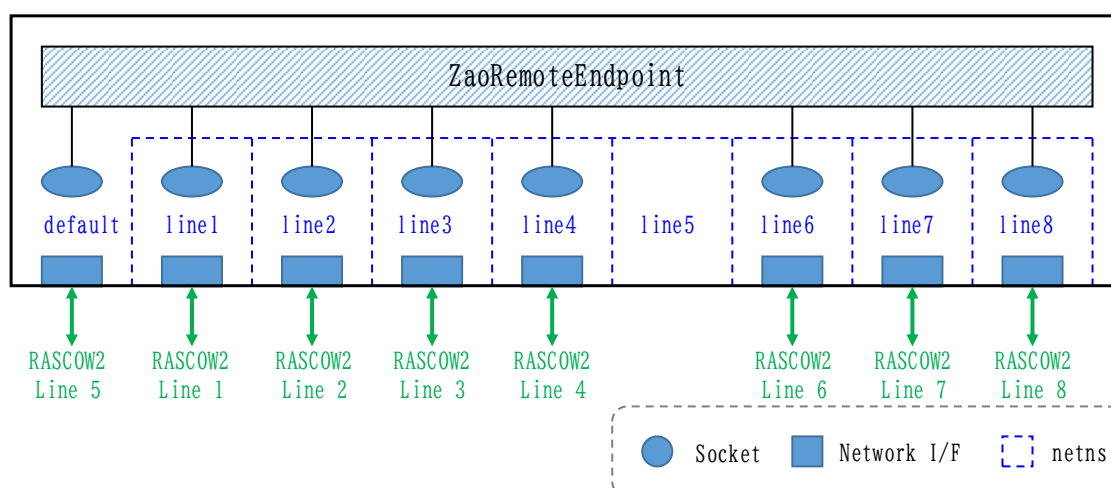 ZaoRemoteEndpoint
default line1 line2 line3 line4 line5 line6 line7 line8
RASCOW2 RASCOW2 RASCOW2 RASCOW2 RASCOW2 RASCOW2 RASCOW2 RASCOW2
Line 5 Line 1 Line 2 Line 3 Line 4 Line 6 Line 7 Line 8
Socket Network I/F netns